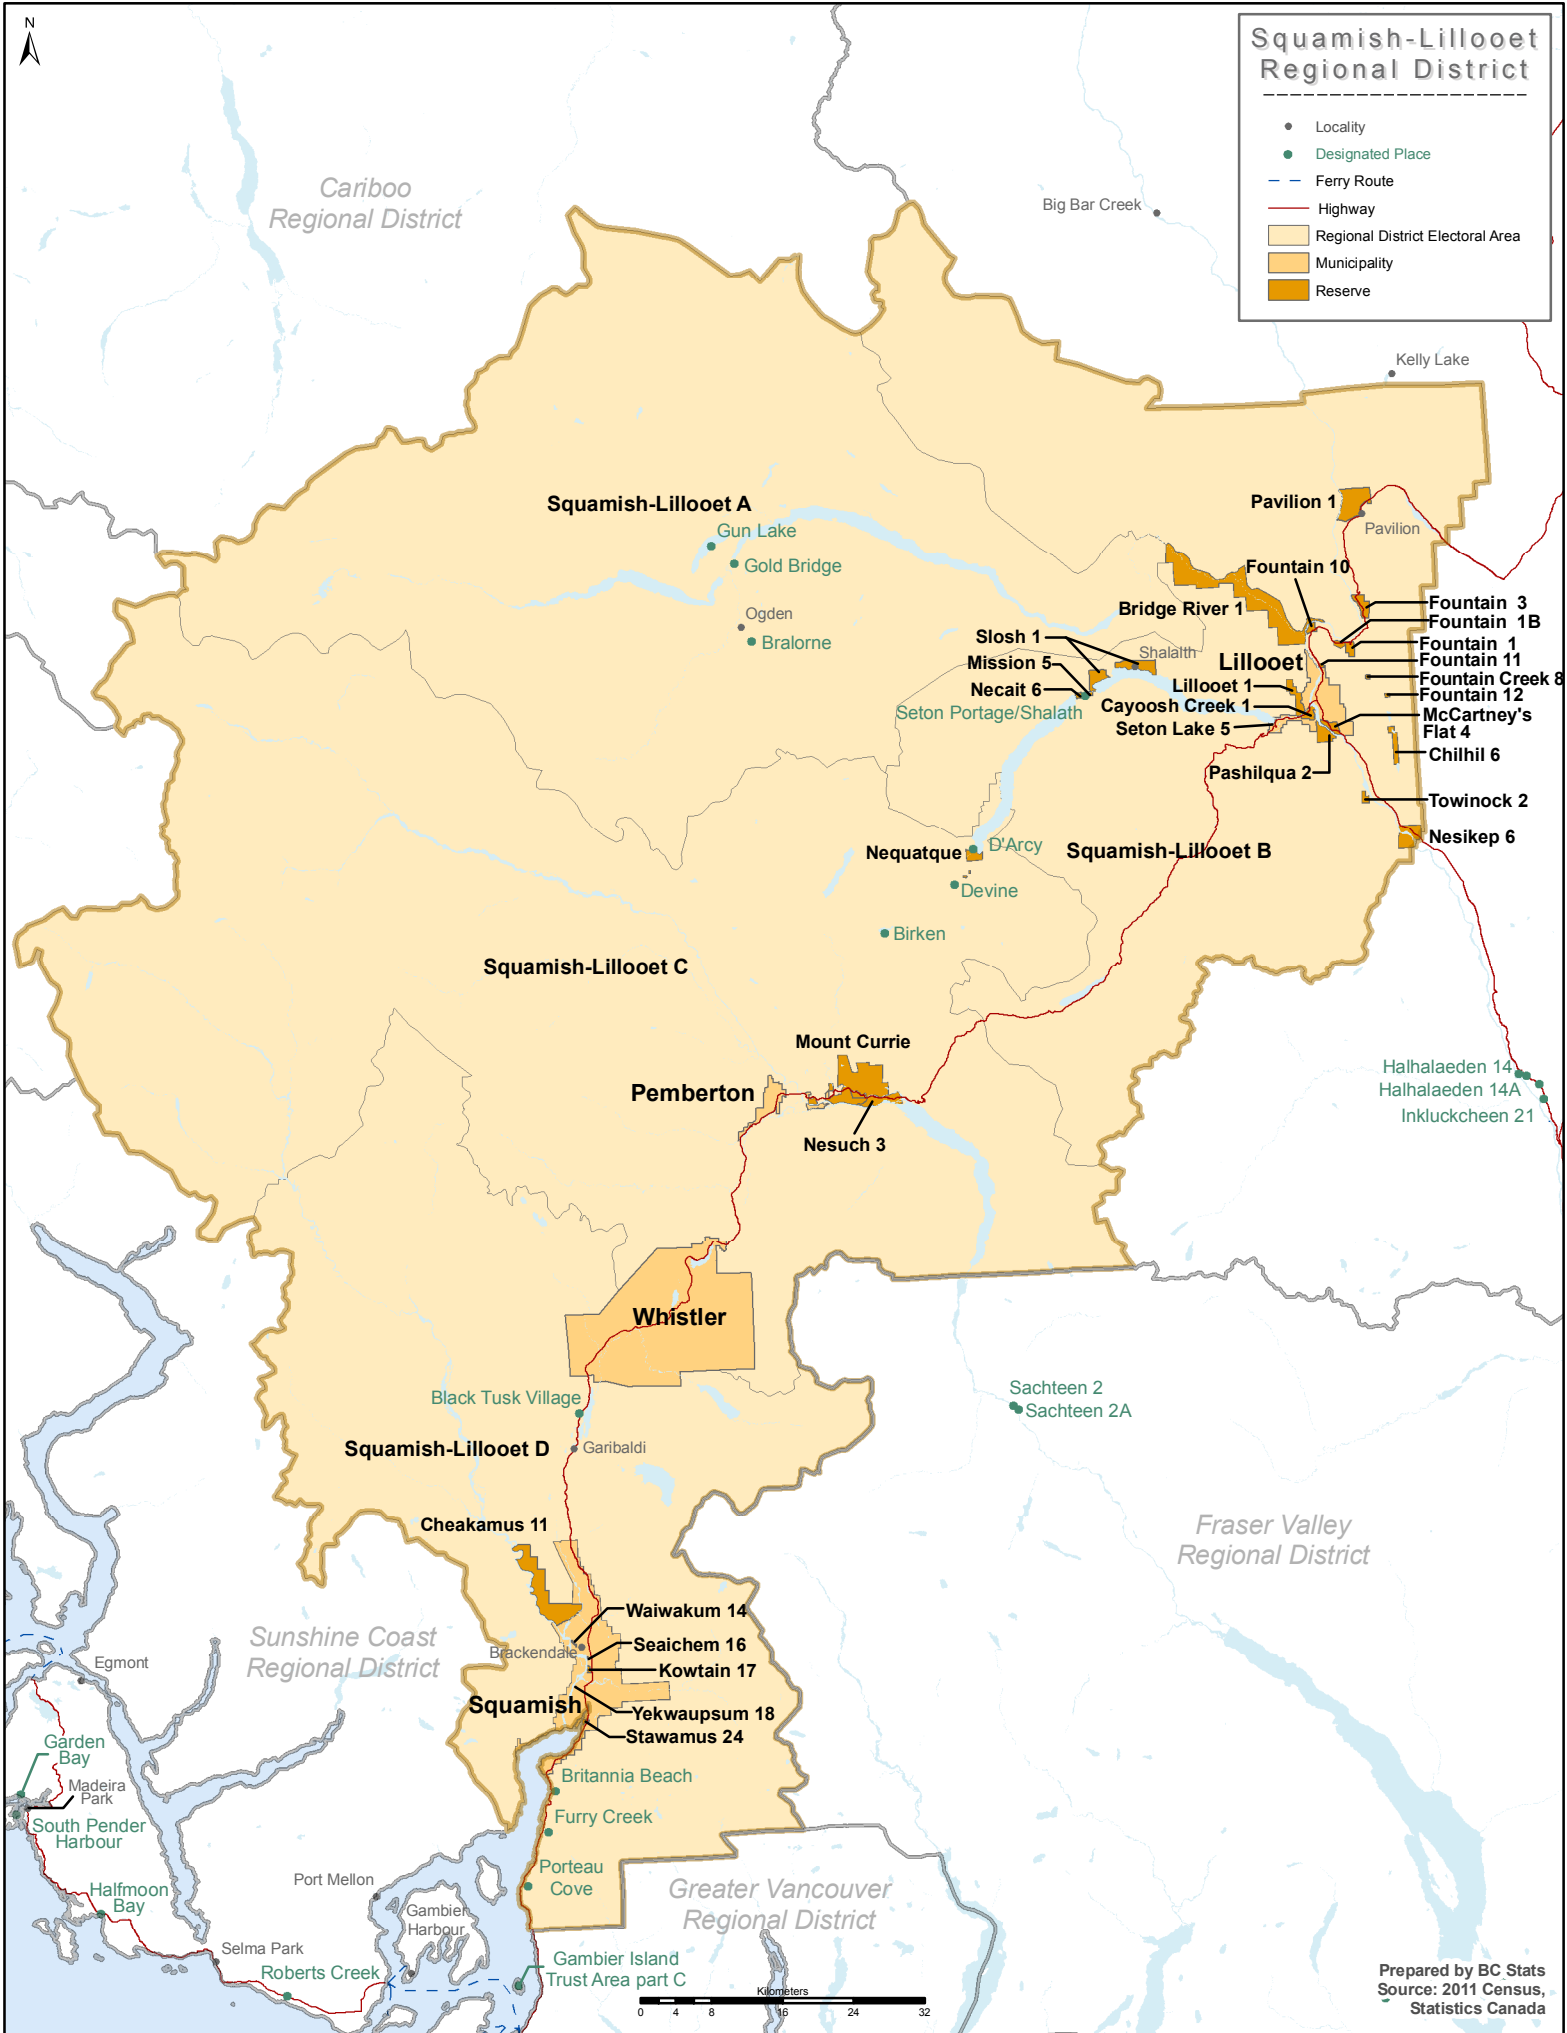 N
Squamish-Lillooet
Regional District
Locality
Designated Place
Ferry Route
Highway
Regional District Electoral Area
Municipality
Reserve
Cariboo
Regional District
Big Bar Creek
Kelly Lake
Squamish-Lillooet A
Gun Lake
Gold Bridge
Ogden
Bralorne
Pavilion 1
Pavilion
Fountain 10
Bridge River 1
Fountain 3
Fountain 1B
Fountain 1
Fountain 11
Fountain Creek 8
Fountain 12
McCartney's
Flat 4
Chilhil 6
Towinock 2
Nesikep 6
Slosh 1
Shalalth
Mission 5
Necait 6
Seton Portage/Shalath
Lillooet
Lillooet 1
Cayoosh Creek 1
Seton Lake 5
Pashilqua 2
Nequatque
D'Arcy
Squamish-Lillooet B
Devine
Birken
Squamish-Lillooet C
Mount Currie
Pemberton
Nesuch 3
Halhalaeden 14
Halhalaeden 14A
Inkluckcheen 21
Whistler
Black Tusk Village
Sachteen 2
Sachteen 2A
Squamish-Lillooet D
Garibaldi
Cheakamus 11
Fraser Valley
Regional District
Waiwakum 14
Brackendale
Seaichem 16
Kowtain 17
Squamish
Yekwaupsum 18
Stawamus 24
Sunshine Coast
Regional District
Egmont
Garden
Bay
Madeira
Park
South Pender
Harbour
Britannia Beach
Furry Creek
Porteau
Cove
Port Mellon
Halfmoon
Bay
Gambier
Harbour
Greater Vancouver
Regional District
Selma Park
Roberts Creek
Gambier Island
Trust Area part C
Kilometers
0 4 8 16 24 32
Prepared by BC Stats
Source: 2011 Census,
Statistics Canada